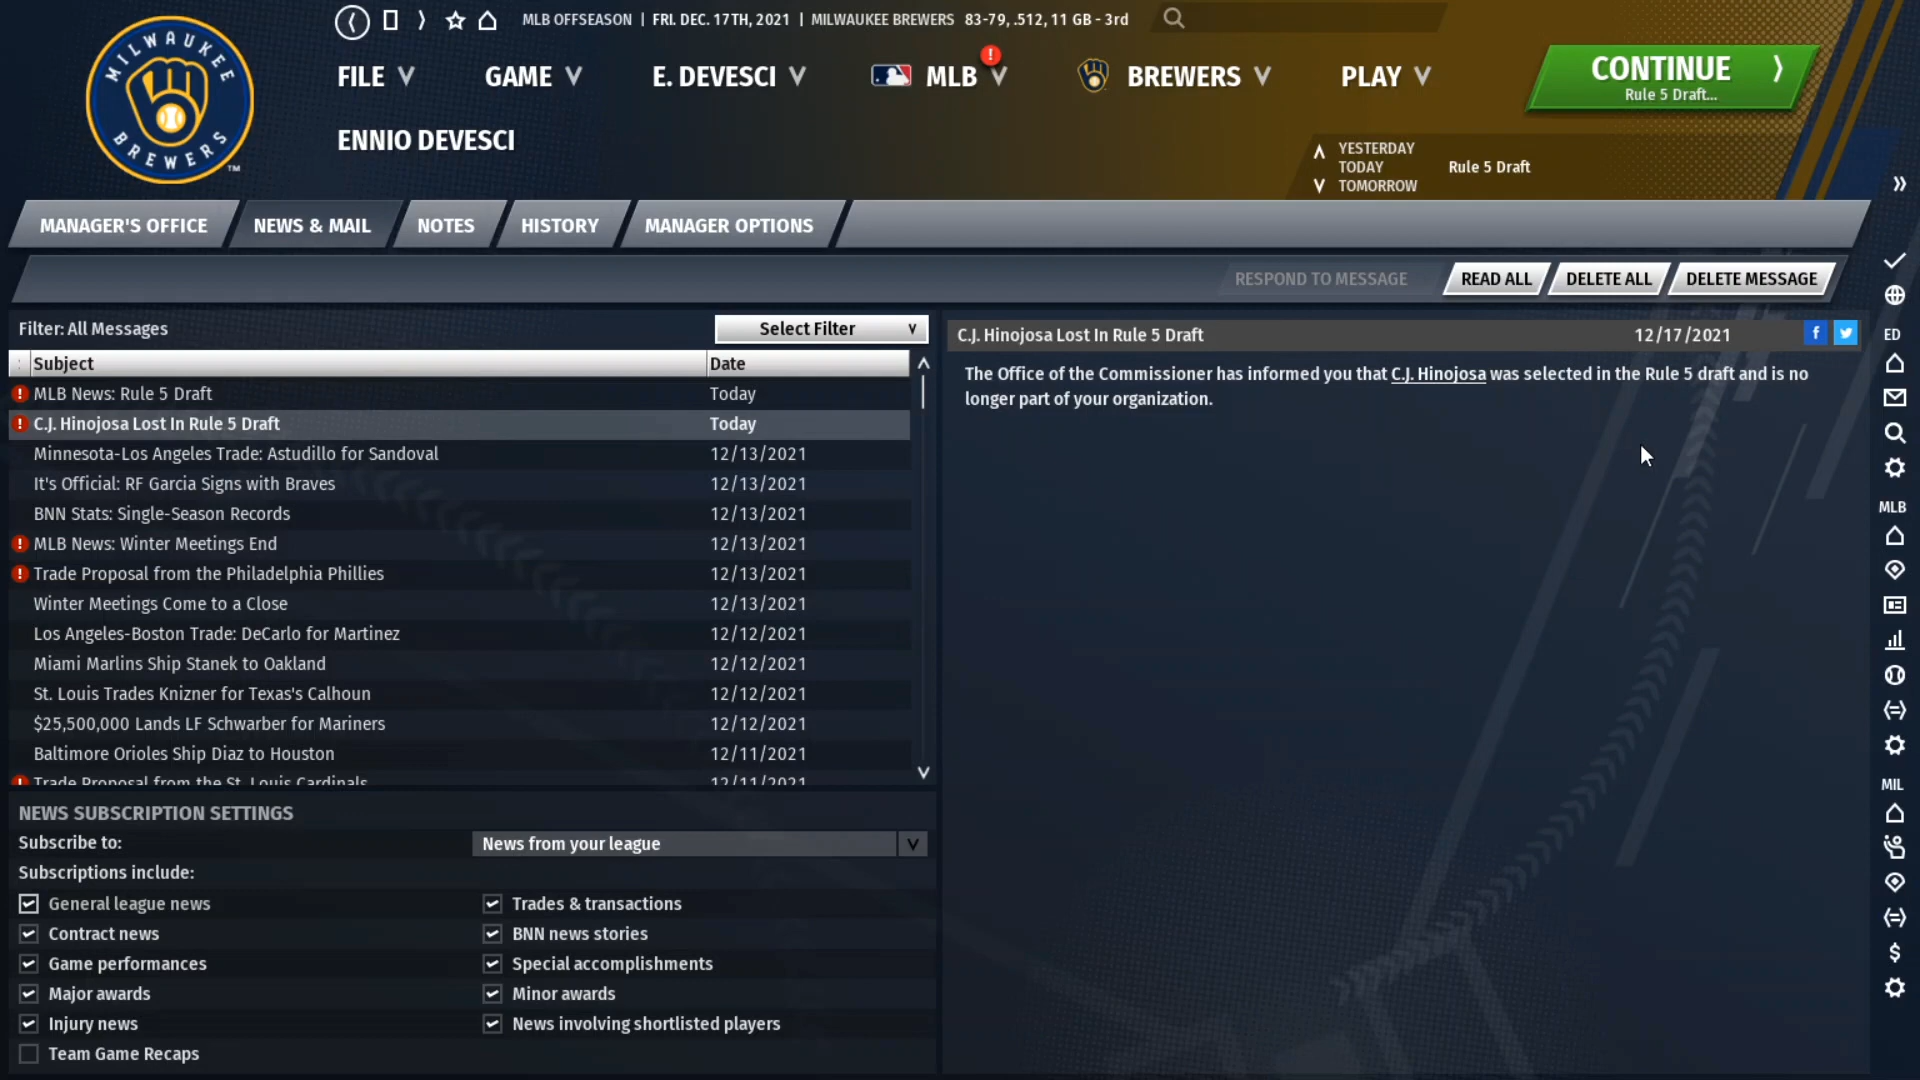 MILWAUKEE
BREWERS
TM
MLB OFFSEASON | FRI. DEC. 17TH, 2021 | MILWAUKEE BREWERS 83-79, .512, 11 GB - 3rd
FILE
GAME
E. DEVESCI
MLB
!
BREWERS
PLAY
CONTINUE
Rule 5 Draft...
ENNIO DEVESCI
YESTERDAY
TODAY Rule 5 Draft
TOMORROW
MANAGER'S OFFICE
NEWS & MAIL
NOTES
HISTORY
MANAGER OPTIONS
RESPOND TO MESSAGE
READ ALL
DELETE ALL
DELETE MESSAGE
Filter: All Messages
Select Filter
Subject Date
! MLB News: Rule 5 Draft Today
! C.J. Hinojosa Lost In Rule 5 Draft Today
Minnesota-Los Angeles Trade: Astudillo for Sandoval 12/13/2021
It's Official: RF Garcia Signs with Braves 12/13/2021
BNN Stats: Single-Season Records 12/13/2021
! MLB News: Winter Meetings End 12/13/2021
! Trade Proposal from the Philadelphia Phillies 12/13/2021
Winter Meetings Come to a Close 12/13/2021
Los Angeles-Boston Trade: DeCarlo for Martinez 12/12/2021
Miami Marlins Ship Stanek to Oakland 12/12/2021
St. Louis Trades Knizner for Texas's Calhoun 12/12/2021
$25,500,000 Lands LF Schwarber for Mariners 12/12/2021
Baltimore Orioles Ship Diaz to Houston 12/11/2021
! Trade Proposal from the St. Louis Cardinals 12/11/2021
C.J. Hinojosa Lost In Rule 5 Draft 12/17/2021
The Office of the Commissioner has informed you that C.J. Hinojosa was selected in the Rule 5 draft and is no
longer part of your organization.
NEWS SUBSCRIPTION SETTINGS
Subscribe to: News from your league
Subscriptions include:
General league news Trades & transactions
Contract news BNN news stories
Game performances Special accomplishments
Major awards Minor awards
Injury news News involving shortlisted players
Team Game Recaps
ED
MLB
MIL